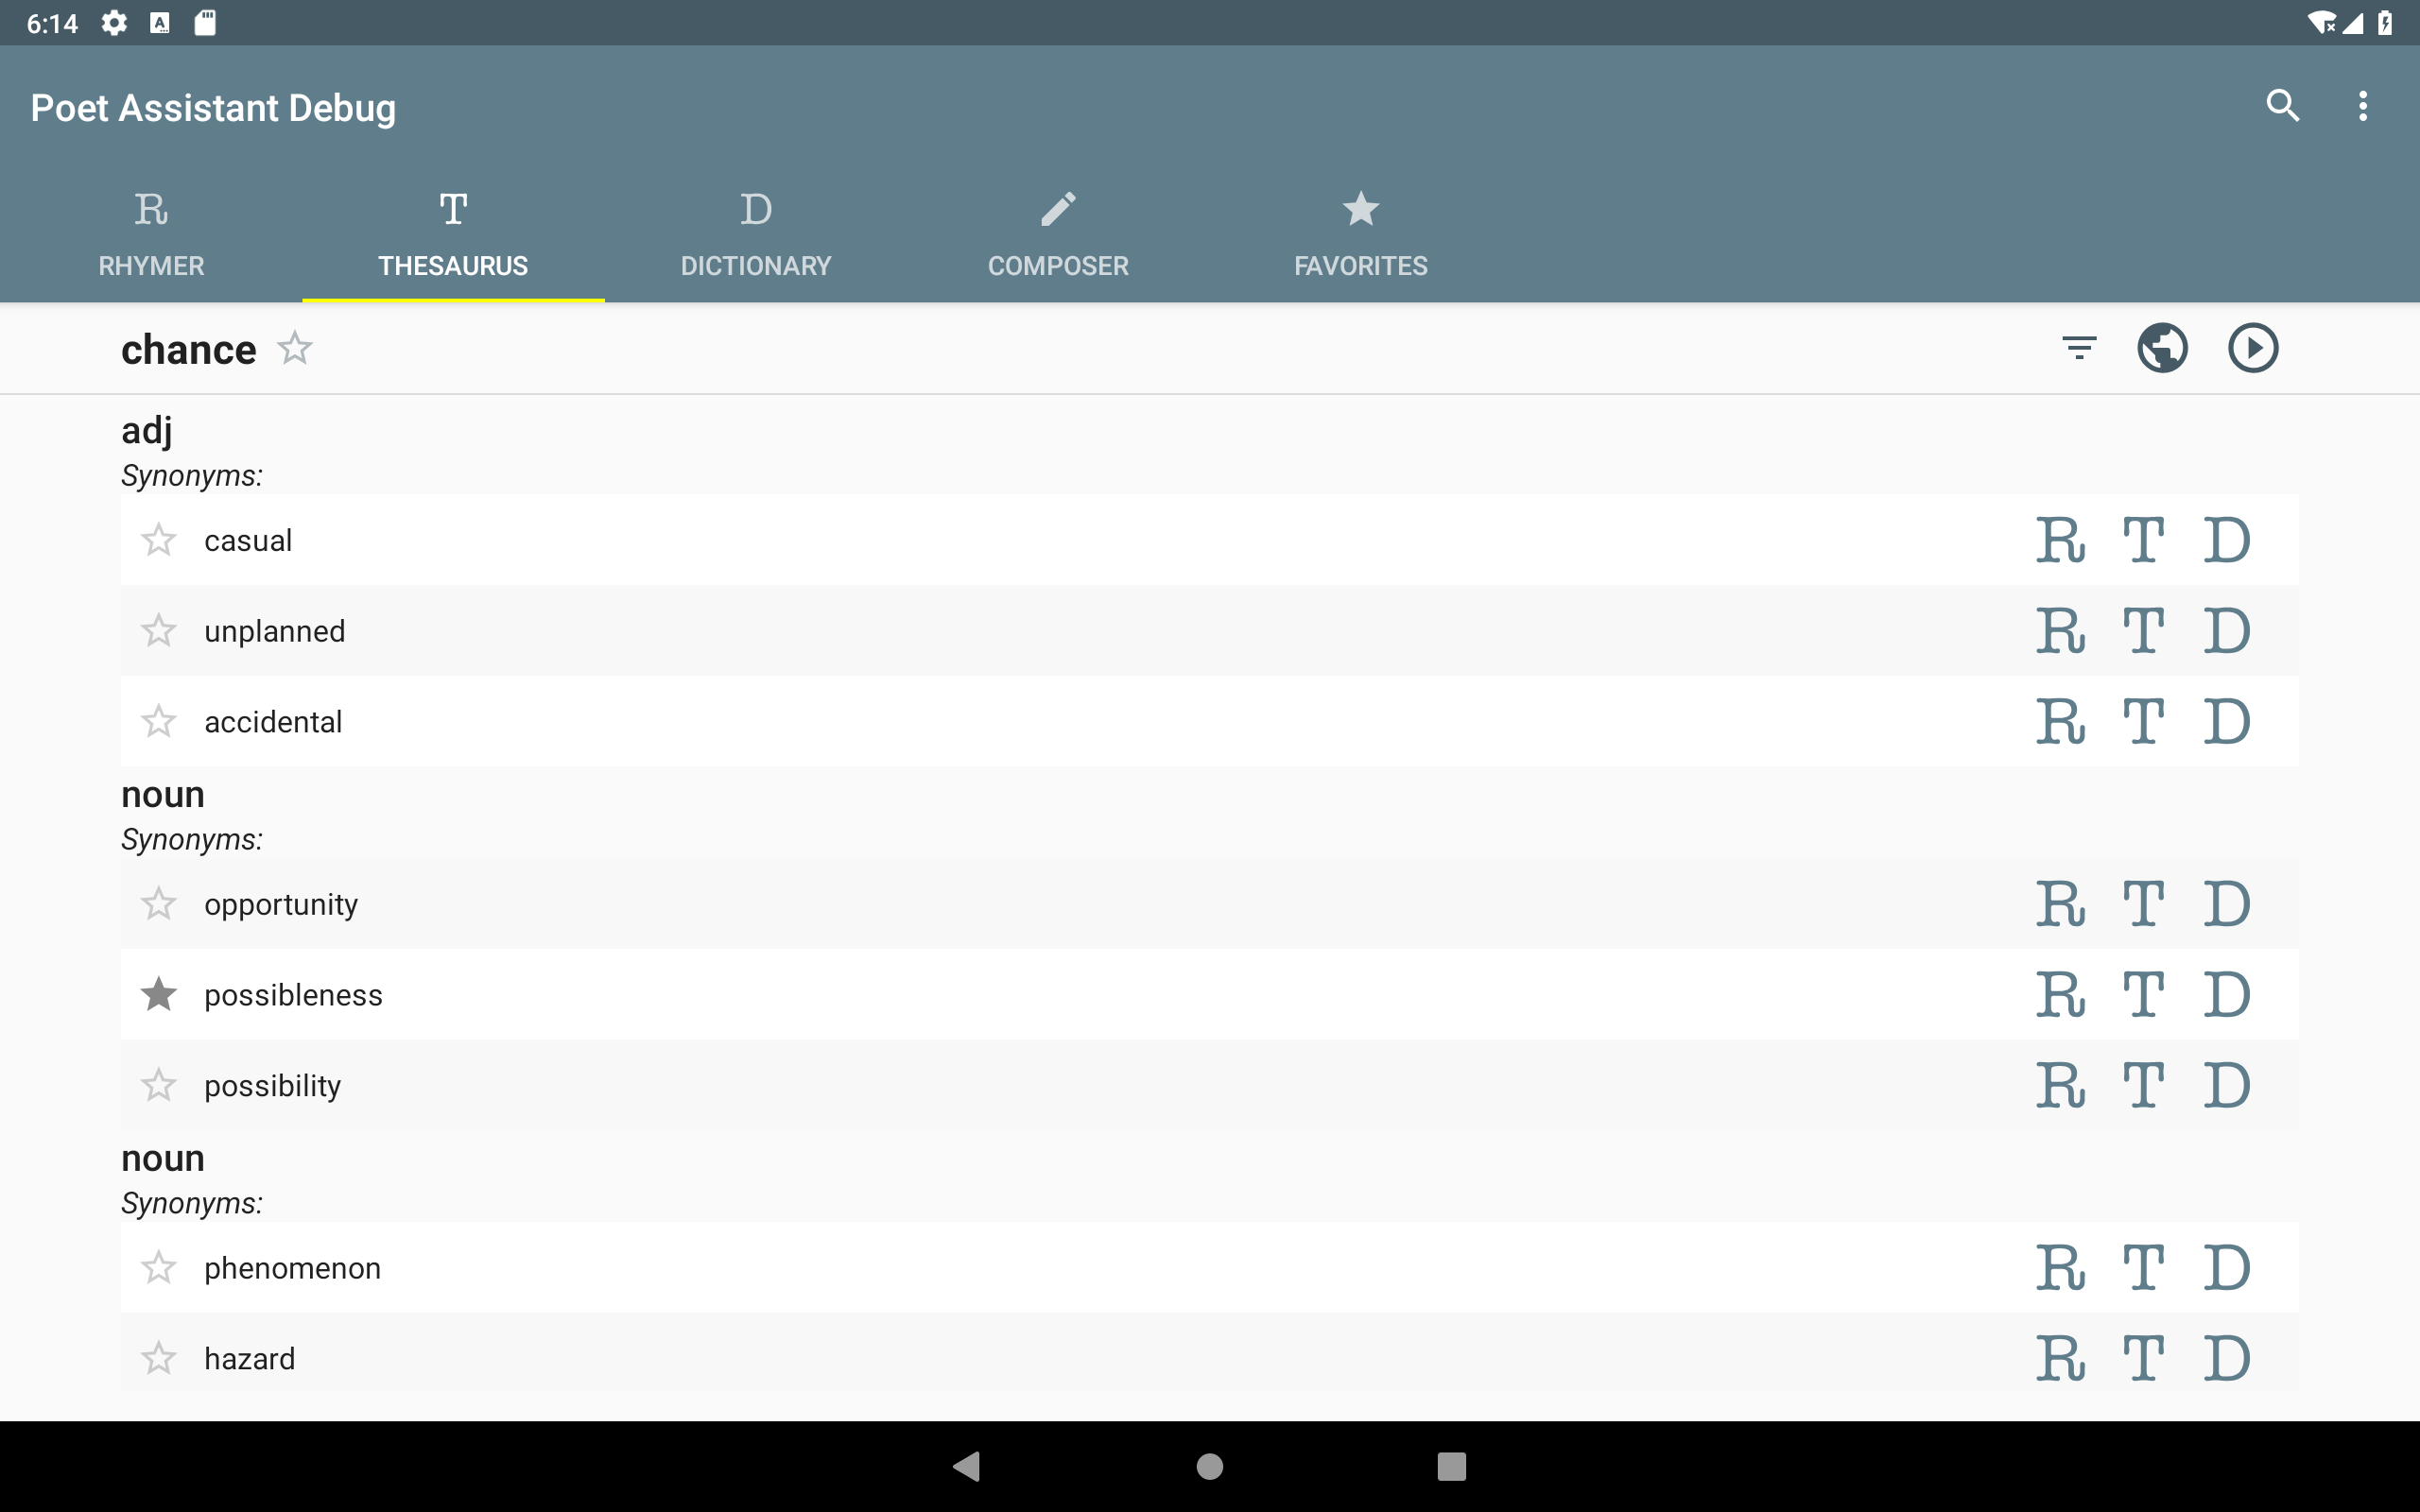 6:14
Poet Assistant Debug
R T D
RHYMER THESAURUS DICTIONARY COMPOSER FAVORITES
chance
adj
Synonyms:
casual R T D
unplanned R T D
accidental R T D
noun
Synonyms:
opportunity R T D
possibleness R T D
possibility R T D
noun
Synonyms:
phenomenon R T D
hazard R T D